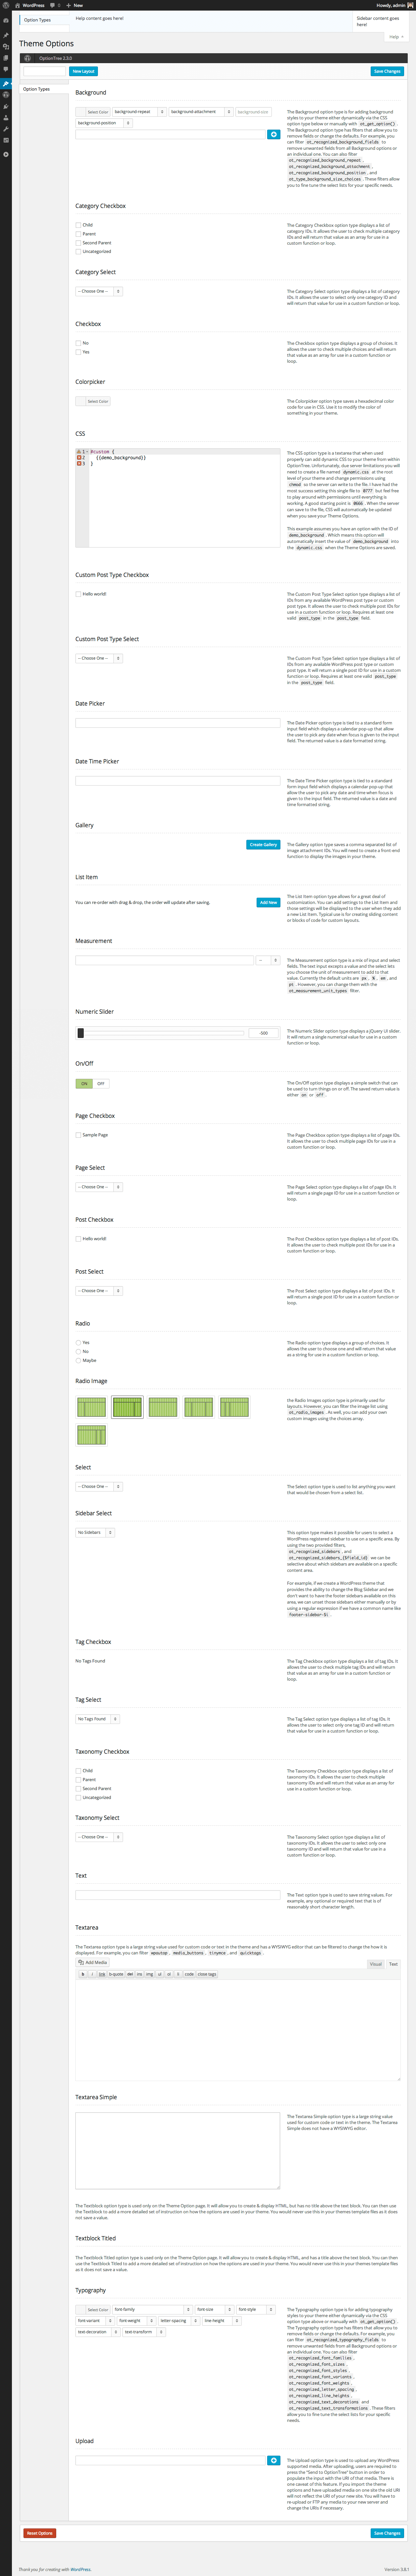 WordPress 0 New
Howdy, admin
Option Types
Help content goes here!
Sidebar content goes here!
Help
Theme Options
OptionTree 2.3.0
New Layout
Save Changes
Option Types
Background
Select Color background-repeat background-attachment background-size
background-position
The Background option type is for adding background
styles to your theme either dynamically via the CSS
option type below or manually with ot_get_option() .
The Background option type has filters that allow you to
remove fields or change the defaults. For example, you
can filter ot_recognized_background_fields to
remove unwanted fields from all Background options or
an individual one. You can also filter
ot_recognized_background_repeat ,
ot_recognized_background_attachment ,
ot_recognized_background_position , and
ot_type_background_size_choices . These filters allow
you to fine tune the select lists for your specific needs.
Category Checkbox
Child
Parent
Second Parent
Uncategorized
The Category Checkbox option type displays a list of
category IDs. It allows the user to check multiple category
IDs and will return that value as an array for use in a
custom function or loop.
Category Select
-- Choose One --
The Category Select option type displays a list of category
IDs. It allows the user to select only one category ID and
will return that value for use in a custom function or loop.
Checkbox
No
Yes
The Checkbox option type displays a group of choices. It
allows the user to check multiple choices and will return
that value as an array for use in a custom function or
loop.
Colorpicker
Select Color
The Colorpicker option type saves a hexadecimal color
code for use in CSS. Use it to modify the color of
something in your theme.
CSS
1 #custom {
2 {{demo_background}}
3 }
The CSS option type is a textarea that when used
properly can add dynamic CSS to your theme from within
OptionTree. Unfortunately, due server limitations you will
need to create a file named dynamic.css at the root
level of your theme and change permissions using
chmod so the server can write to the file. I have had the
most success setting this single file to 0777 but feel free
to play around with permissions until everything is
working. A good starting point is 0666 . When the server
can save to the file, CSS will automatically be updated
when you save your Theme Options.
This example assumes you have an option with the ID of
demo_background . Which means this option will
automatically insert the value of demo_background into
the dynamic.css when the Theme Options are saved.
Custom Post Type Checkbox
Hello world!
The Custom Post Type Select option type displays a list of
IDs from any available WordPress post type or custom
post type. It allows the user to check multiple post IDs for
use in a custom function or loop. Requires at least one
valid post_type in the post_type field.
Custom Post Type Select
-- Choose One --
The Custom Post Type Select option type displays a list of
IDs from any available WordPress post type or custom
post type. It will return a single post ID for use in a custom
function or loop. Requires at least one valid post_type
in the post_type field.
Date Picker
The Date Picker option type is tied to a standard form
input field which displays a calendar pop-up that allow
the user to pick any date when focus is given to the input
field. The returned value is a date formatted string.
Date Time Picker
The Date Time Picker option type is tied to a standard
form input field which displays a calendar pop-up that
allow the user to pick any date and time when focus is
given to the input field. The returned value is a date and
time formatted string.
Gallery
Create Gallery
The Gallery option type saves a comma separated list of
image attachment IDs. You will need to create a front-end
function to display the images in your theme.
List Item
You can re-order with drag & drop, the order will update after saving.
Add New
The List Item option type allows for a great deal of
customization. You can add settings to the List Item and
those settings will be displayed to the user when they add
a new List Item. Typical use is for creating sliding content
or blocks of code for custom layouts.
Measurement
--
The Measurement option type is a mix of input and select
fields. The text input excepts a value and the select lets
you choose the unit of measurement to add to that
value. Currently the default units are px , % , em , and
pt . However, you can change them with the
ot_measurement_unit_types filter.
Numeric Slider
.000
The Numeric Slider option type displays a jQuery UI slider.
It will return a single numerical value for use in a custom
function or loop.
On/Off
ON OFF
The On/Off option type displays a simple switch that can
be used to turn things on or off. The saved return value is
either on or off .
Page Checkbox
Sample Page
The Page Checkbox option type displays a list of page IDs.
It allows the user to check multiple page IDs for use in a
custom function or loop.
Page Select
-- Choose One --
The Page Select option type displays a list of page IDs. It
will return a single page ID for use in a custom function or
loop.
Post Checkbox
Hello world!
The Post Checkbox option type displays a list of post IDs.
It allows the user to check multiple post IDs for use in a
custom function or loop.
Post Select
-- Choose One --
The Post Select option type displays a list of post IDs. It
will return a single post ID for use in a custom function or
loop.
Radio
Yes
No
Maybe
The Radio option type displays a group of choices. It
allows the user to choose one and will return that value
as a string for use in a custom function or loop.
Radio Image
the Radio Images option type is primarily used for
layouts. However, you can filter the image list using
ot_radio_images . As well, you can add your own
custom images using the choices array.
Select
-- Choose One --
The Select option type is used to list anything you want
that would be chosen from a select list.
Sidebar Select
No Sidebars
This option type makes it possible for users to select a
WordPress registered sidebar to use on a specific area. By
using the two provided filters,
ot_recognized_sidebars , and
ot_recognized_sidebars_{$field_id} we can be
selective about which sidebars are available on a specific
content area.
For example, if we create a WordPress theme that
provides the ability to change the Blog Sidebar and we
don't want to have the footer sidebars available on this
area, we can unset those sidebars either manually or by
using a regular expression if we have a common name like
footer-sidebar-$i .
Tag Checkbox
No Tags Found
The Tag Checkbox option type displays a list of tag IDs. It
allows the user to check multiple tag IDs and will return
that value as an array for use in a custom function or
loop.
Tag Select
No Tags Found
The Tag Select option type displays a list of tag IDs. It
allows the user to select only one tag ID and will return
that value for use in a custom function or loop.
Taxonomy Checkbox
Child
Parent
Second Parent
Uncategorized
The Taxonomy Checkbox option type displays a list of
taxonomy IDs. It allows the user to check multiple
taxonomy IDs and will return that value as an array for
use in a custom function or loop.
Taxonomy Select
-- Choose One --
The Taxonomy Select option type displays a list of
taxonomy IDs. It allows the user to select only one
taxonomy ID and will return that value for use in a
custom function or loop.
Text
The Text option type is used to save string values. For
example, any optional or required text that is of
reasonably short character length.
Textarea
The Textarea option type is a large string value used for custom code or text in the theme and has a WYSIWYG editor that can be filtered to change the how it is
displayed. For example, you can filter wpautop , media_buttons , tinymce , and quicktags .
Add Media
Visual Text
b i link b-quote del ins img ul ol li code close tags
Textarea Simple
The Textarea Simple option type is a large string value
used for custom code or text in the theme. The Textarea
Simple does not have a WYSIWYG editor.
The Textblock option type is used only on the Theme Option page. It will allow you to create & display HTML, but has no title above the text block. You can then use
the Textblock to add a more detailed set of instruction on how the options are used in your theme. You would never use this in your themes template files as it does
not save a value.
Textblock Titled
The Textblock Titled option type is used only on the Theme Option page. It will allow you to create & display HTML, and has a title above the text block. You can then
use the Textblock Titled to add a more detailed set of instruction on how the options are used in your theme. You would never use this in your themes template files
as it does not save a value.
Typography
Select Color font-family font-size font-style
font-variant font-weight letter-spacing line-height
text-decoration text-transform
The Typography option type is for adding typography
styles to your theme either dynamically via the CSS
option type above or manually with ot_get_option() .
The Typography option type has filters that allow you to
remove fields or change the defaults. For example, you
can filter ot_recognized_typography_fields to
remove unwanted fields from all Background options or
an individual one. You can also filter
ot_recognized_font_families ,
ot_recognized_font_sizes ,
ot_recognized_font_styles ,
ot_recognized_font_variants ,
ot_recognized_font_weights ,
ot_recognized_letter_spacing ,
ot_recognized_line_heights ,
ot_recognized_text_decorations and
ot_recognized_text_transformations . These filters
allow you to fine tune the select lists for your specific
needs.
Upload
The Upload option type is used to upload any WordPress
supported media. After uploading, users are required to
press the "Send to OptionTree" button in order to
populate the input with the URI of that media. There is
one caveat of this feature. If you import the theme
options and have uploaded media on one site the old URI
will not reflect the URI of your new site. You will have to
re-upload or FTP any media to your new server and
change the URIs if necessary.
Reset Options
Save Changes
Thank you for creating with WordPress.
Version 3.8.1